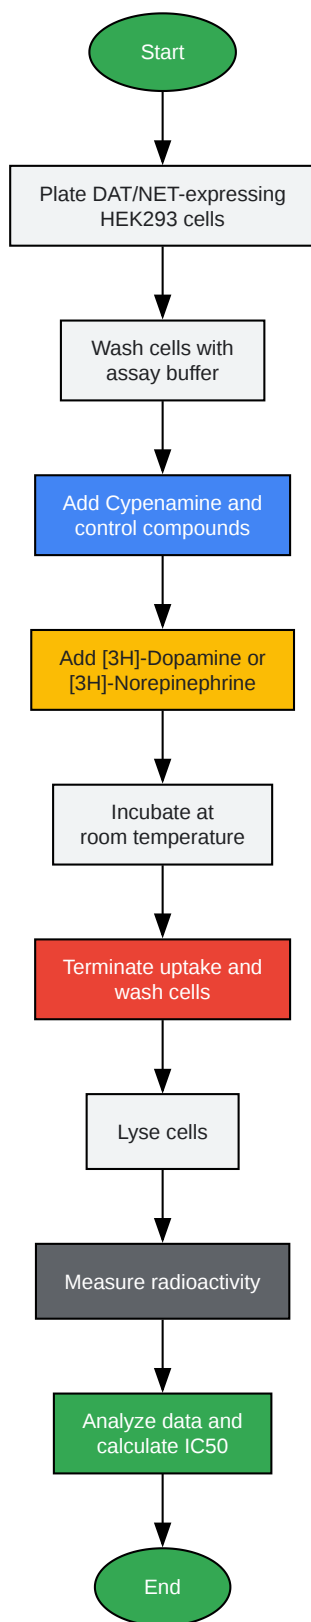 Start
Plate DAT/NET-expressing
HEK293 cells
Wash cells with
assay buffer
Add Cypenamine and
control compounds
Add [3H]-Dopamine or
[3H]-Norepinephrine
Incubate at
room temperature
Terminate uptake and
wash cells
Lyse cells
Measure radioactivity
Analyze data and
calculate IC50
End